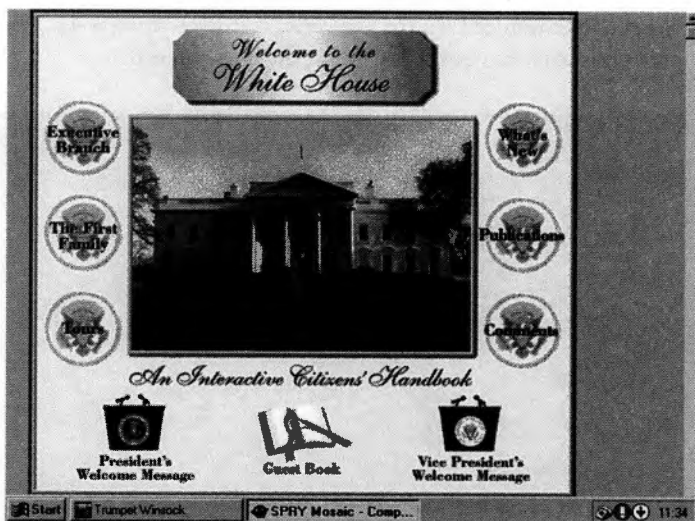 Welcome to the
White House
Executive
Branch
What's
New
The First
Family
Publications
Tours
Comments
An Interactive Citizens' Handbook
President's
Welcome Message
Guest Book
Vice President's
Welcome Message
Start
Trumpet Winsock
SPRY Mosaic - Comp...
11:34